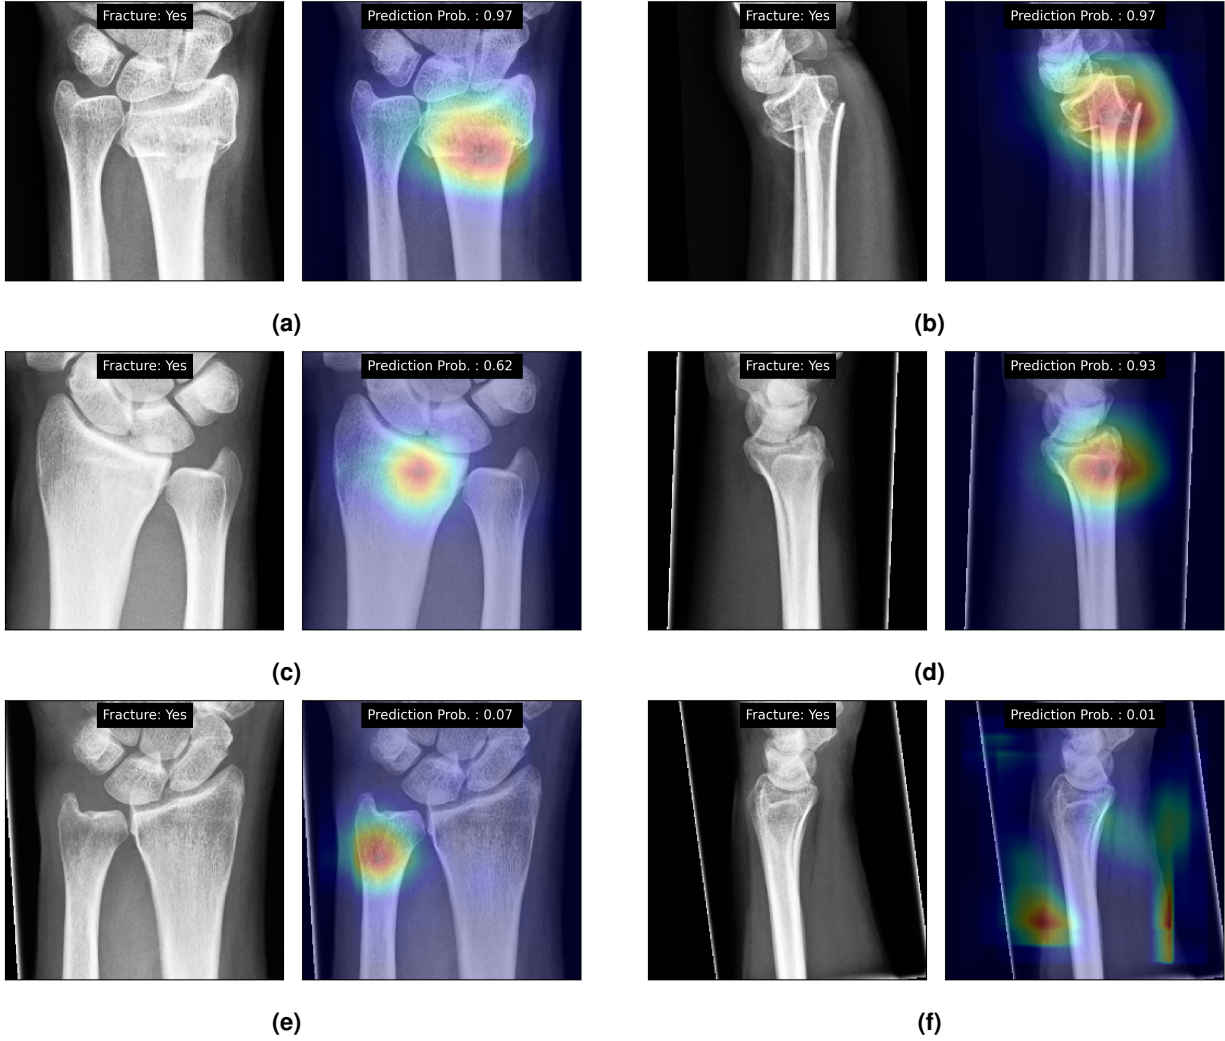 Fracture: Yes
Prediction Prob. : 0.97
Fracture: Yes
Prediction Prob. : 0.97
(a)
(b)
Fracture: Yes
Prediction Prob. : 0.62
Fracture: Yes
Prediction Prob. : 0.93
(c)
(d)
Fracture: Yes
Prediction Prob. : 0.07
Fracture: Yes
Prediction Prob. : 0.01
(e)
(f)